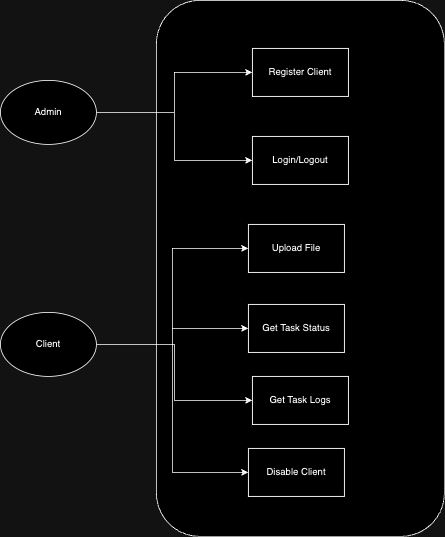 Register Client
Admin
Login/Logout
Upload File
Get Task Status
Client
Get Task Logs
Disable Client